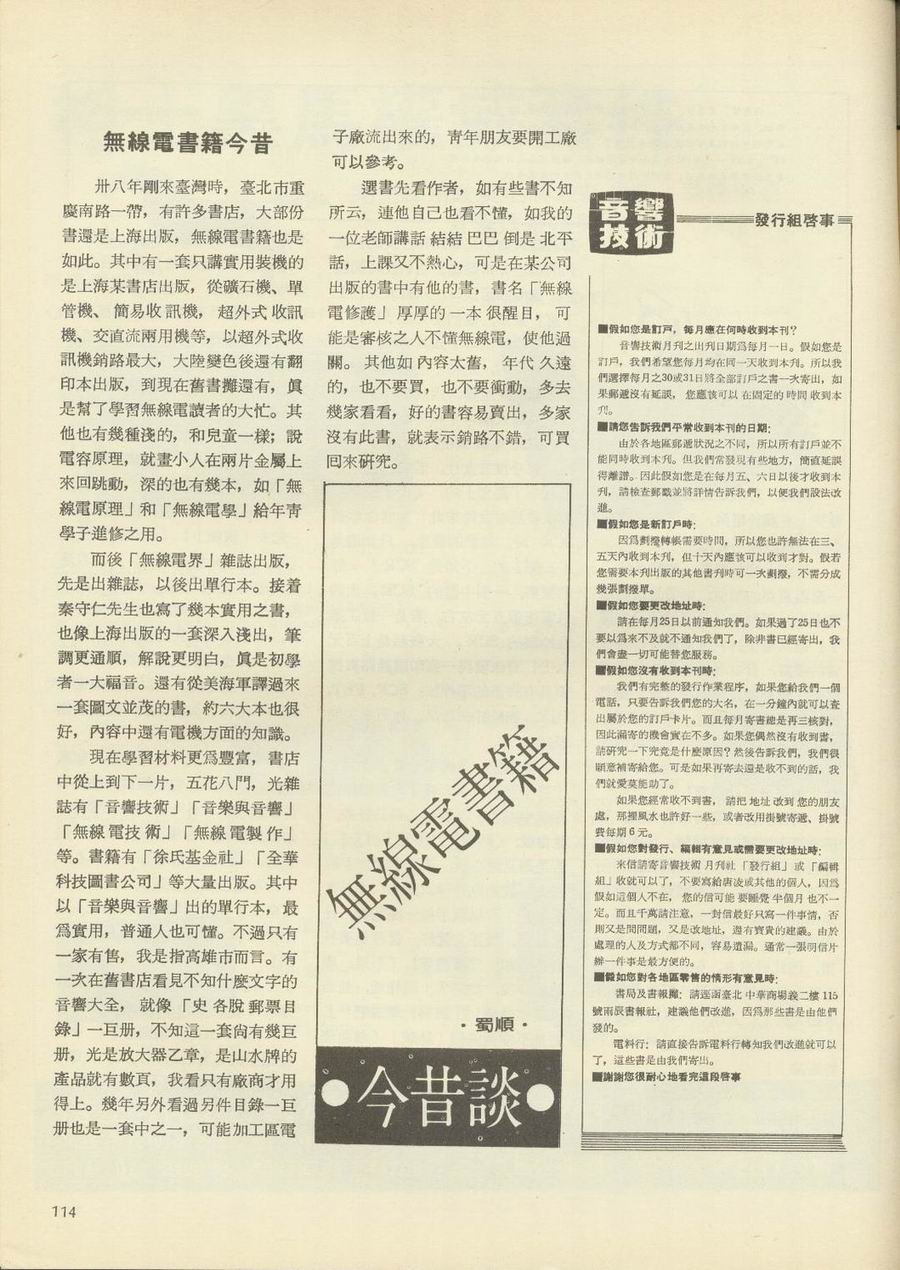 無線電書籍今昔
卅八年剛來臺灣時，臺北市重
慶南路一帶，有許多書店，大部份
書還是上海出版，無線電書籍也是
如此。其中有一套只講實用裝機的
是上海某書店出版，從礦石機、單
管機、簡易收訊機，超外式收訊
機、交直流兩用機等，以超外式收
訊機銷路最大，大陸變色後還有翻
印本出版，到現在舊書攤還有，眞
是幫了學習無線電讀者的大忙。其
他也有幾種淺的，和兒童一樣；說
電容原理，就畫小人在兩片金屬上
來回跳動，深的也有幾本，如「無
線電原理」和「無線電學」給年靑
學子進修之用。
而後「無線電界」雜誌出版，
先是出雜誌，以後出單行本。接着
秦守仁先生也寫了幾本實用之書，
也像上海出版的一套深入淺出，筆
調更通順，解說更明白，眞是初學
者一大福音。還有從美海軍譯過來
一套圖文並茂的書，約六大本也很
好，內容中還有電機方面的知識。
現在學習材料更爲豐富，書店
中從上到下一片，五花八門，光雜
誌有「音響技術」「音樂與音響」
「無線電技術」「無線電製作」
等。書籍有「徐氏基金社」「全華
科技圖書公司」等大量出版。其中
以「音樂與音響」出的單行本，最
爲實用，普通人也可懂。不過只有
一家有售，我是指高雄市而言。有
一次在舊書店看見不知什麼文字的
音響大全，就像「史各脫郵票目
錄」一巨册，不知這一套尙有幾巨
册，光是放大器乙章，是山水牌的
產品就有數頁，我看只有廠商才用
得上。幾年另外看過另件目錄一巨
册也是一套中之一，可能加工區電
子廠流出來的，靑年朋友要開工廠
可以參考。
選書先看作者，如有些書不知
所云，連他自己也看不懂，如我的
一位老師講話結結巴巴倒是北平
話，上課又不熱心，可是在某公司
出版的書中有他的書，書名「無線
電修護」厚厚的一本很醒目，可
能是審核之人不懂無線電，使他過
關。其他如內容太舊，年代久遠
的，也不要買，也不要衝動，多去
幾家看看，好的書容易賣出，多家
沒有此書，就表示銷路不錯，可買
回來硏究。
無線電書籍
·蜀順·
今昔談
音響
技術
發行組啓事
■假如您是訂戸，每月應在何時收到本刊？
音響技術月刊之出刊日期爲每月一日。假如您是
訂戶，我們希望您每月均在同一天收到本刊。所以我
們選擇每月之30或31日將全部訂戶之書一次寄出，如
果郵遞沒有延誤，您應該可以在固定的時間收到本
刋。
■請您告訴我們平常收到本刊的日期：
由於各地區郵遞狀況之不同，所以所有訂戶並不
能同時收到本刊。但我們常發現有些地方，簡直延誤
得離譜。因此假如您是在每月五、六日以後才收到本
刊，請檢查郵戳並將詳情告訴我們，以便我們設法改
進。
■假如您是新訂戶時：
因爲劃撥轉帳需要時間，所以您也許無法在三、
五天內收到本刊，但十天內應該可以收到才對。假若
您需要本刊出版的其他書刊時可一次劃撥，不需分成
幾張劃撥單。
■假如您要更改地址時：
請在每月25日以前通知我們。如果過了25日也不
要以爲來不及就不通知我們了，除非書已經寄出，我
們會盡一切可能替您服務。
■假如您沒有收到本刊時：
我們有完整的發行作業程序，如果您給我們一個
電話，只要告訴我們您的大名，在一分鐘內就可以查
出屬於您的訂戶卡片。而且每月寄書總是再三核對，
因此漏寄的機會實在不多。如果您偶然沒有收到書，
請硏究一下究竟是什麼原因？然後告訴我們，我們很
願意補寄給您。可是如果再寄去還是收不到的話，我
們就愛莫能助了。
如果您經常收不到書，請把地址改到您的朋友
處，那裡風水也許好一些，或者改用掛號寄遞、掛號
費每期6元。
■假如您對發行、編輯有意見或需要更改地址時：
來信請寄音響技術月刊社「發行組」或「編輯
組」收就可以了，不要寫給唐淩或其他的個人，因爲
假如這個人不在，您的信可能要睡覺半個月也不一
定。而且千萬請注意，一封信最好只寫一件事情，否
則又是問問題，又是改地址，還有寶貴的建議。由於
處理的人及方式都不同，容易遺漏。通常一張明信片
辦一件事是最方便的。
■假如您對各地區零售的情形有意見時：
書局及書報攤：請逕函臺北中華商場義二樓115
號雨辰書報社，建議他們改進，因爲那些書是由他們
發的。
電料行：請直接告訴電料行轉知我們改進就可以
了，這些書是由我們寄出。
■謝謝您很耐心地看完這段啓事
114